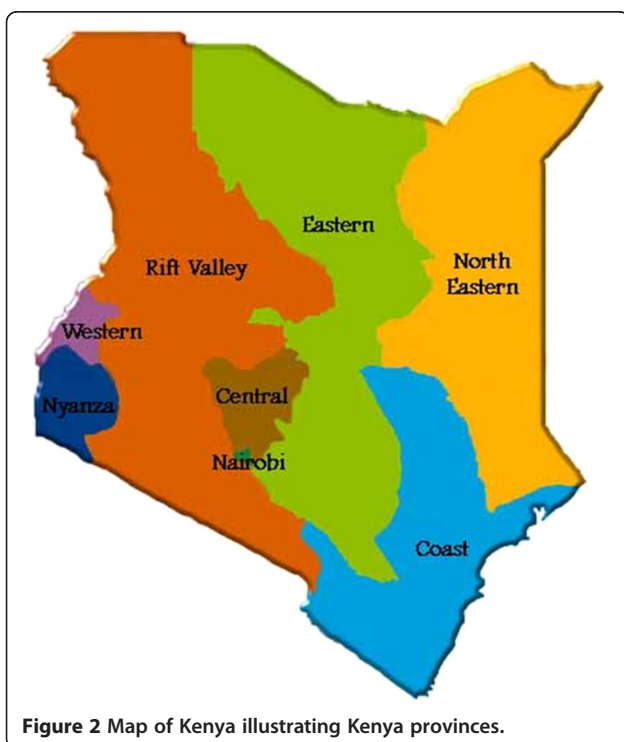 Eastern
North
Eastern
Rift Valley
Western
Central
Nyanza
Nairobi
Coast
Figure 2 Map of Kenya illustrating Kenya provinces.